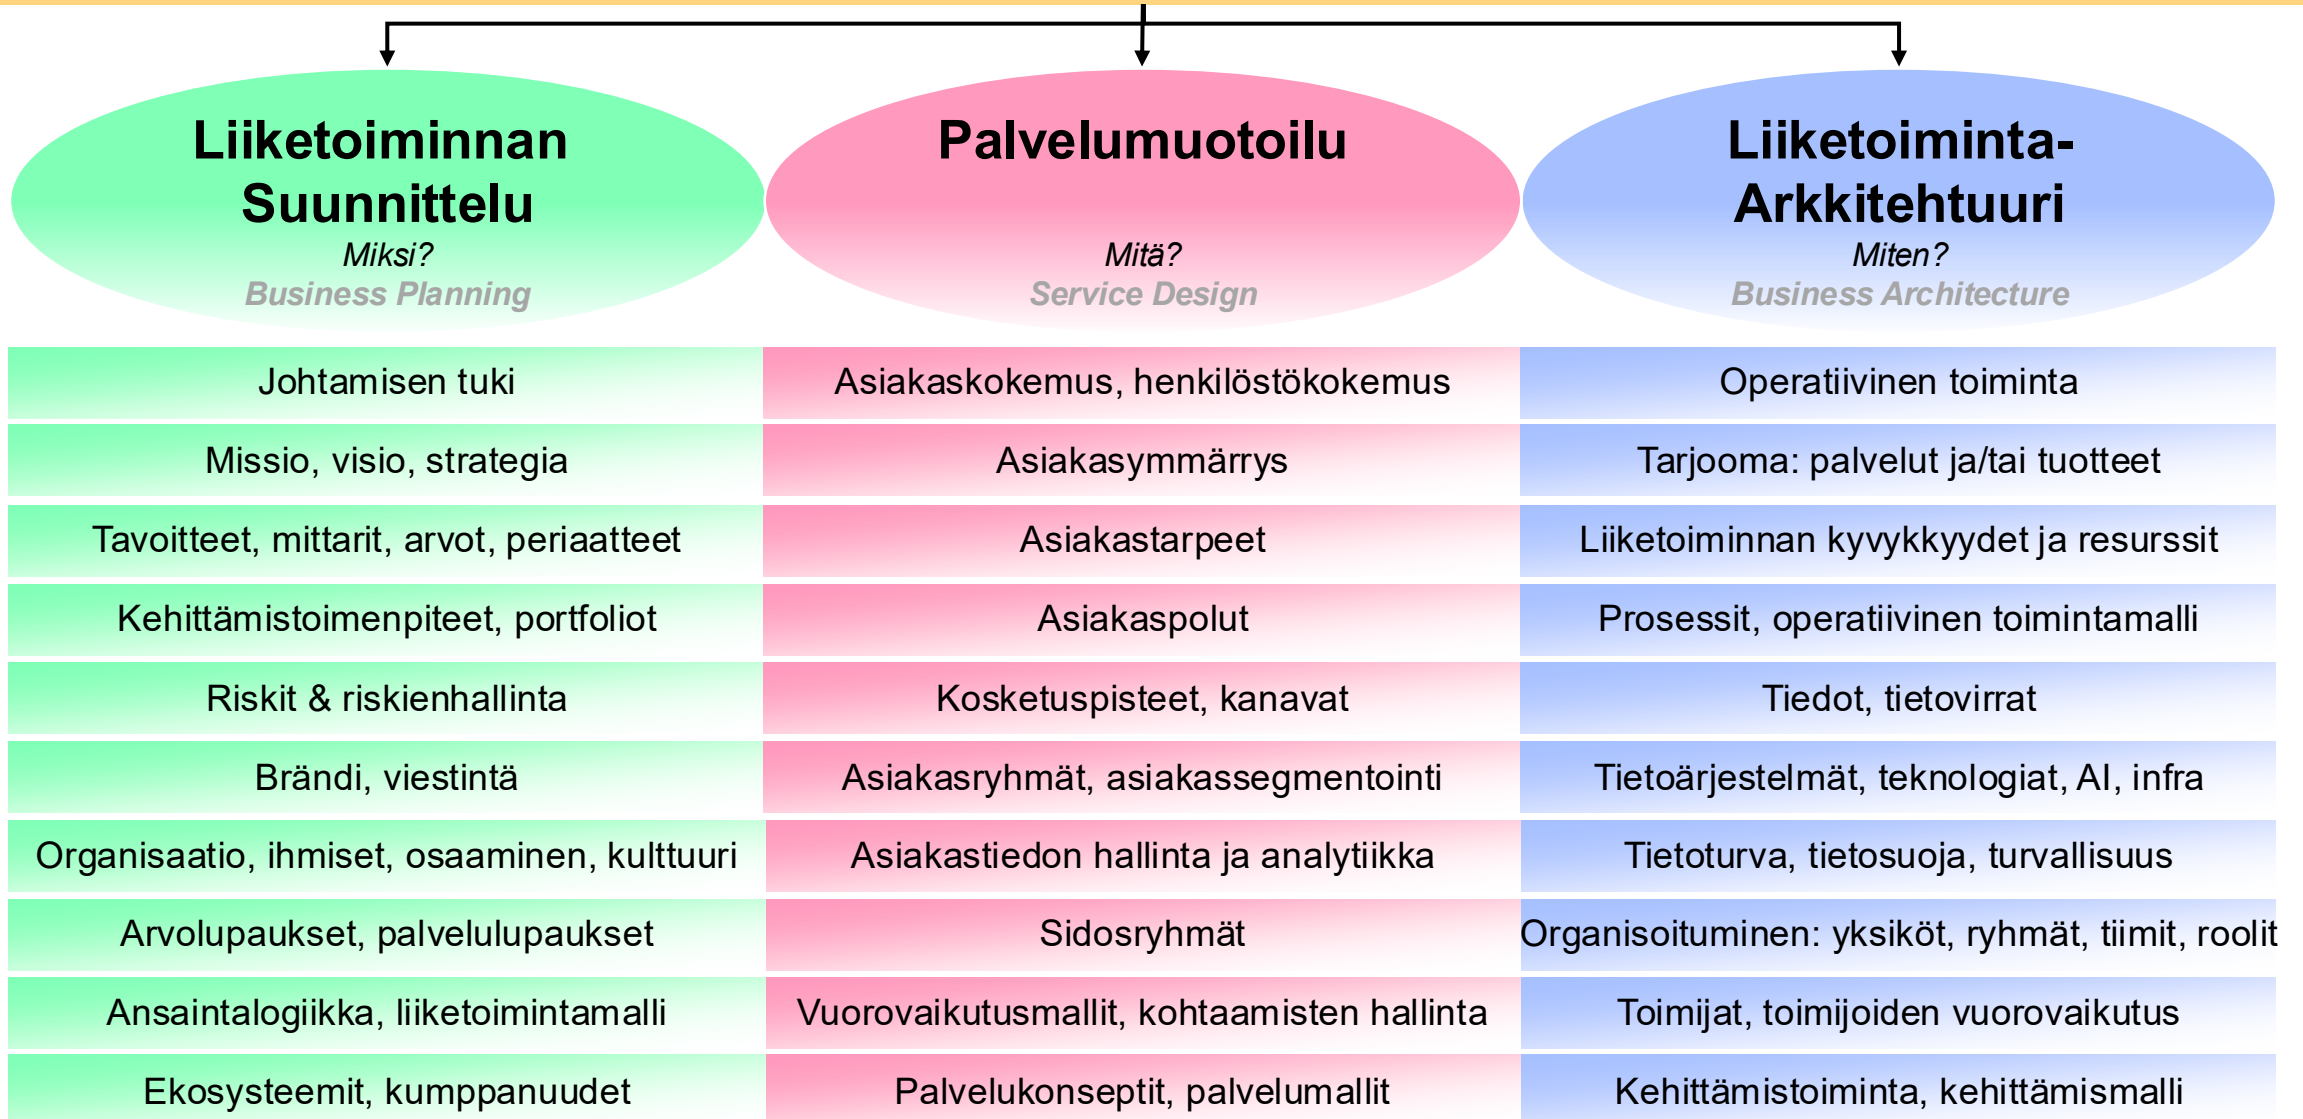 Liiketoiminnan
Suunnittelu
Miksi?
Business Planning
Johtamisen tuki
Missio, visio, strategia
Tavoitteet, mittarit, arvot, periaatteet
Kehittämistoimenpiteet, portfoliot
Riskit & riskienhallinta
Brändi, viestintä
Organisaatio, ihmiset, osaaminen, kulttuuri
Arvolupaukset, palvelulupaukset
Ansaintalogiikka, liiketoimintamalli
Ekosysteemit, kumppanuudet
Palvelumuotoilu
Mitä?
Service Design
Asiakaskokemus, henkilöstökokemus
Asiakasymmärrys
Asiakastarpeet
Asiakaspolut
Kosketuspisteet, kanavat
Asiakasryhmät, asiakassegmentointi
Asiakastiedon hallinta ja analytiikka
Sidosryhmät
Vuorovaikutusmallit, kohtaamisten hallinta
Palvelukonseptit, palvelumallit
Liiketoiminta-
Arkkitehtuuri
Miten?
Business Architecture
Operatiivinen toiminta
Tarjooma: palvelut ja/tai tuotteet
Liiketoiminnan kyvykkyydet ja resurssit
Prosessit, operatiivinen toimintamalli
Tiedot, tietovirrat
Tietoärjestelmät, teknologiat, AI, infra
Tietoturva, tietosuoja, turvallisuus
Organisoituminen: yksiköt, ryhmät, tiimit, roolit
Toimijat, toimijoiden vuorovaikutus
Kehittämistoiminta, kehittämismalli